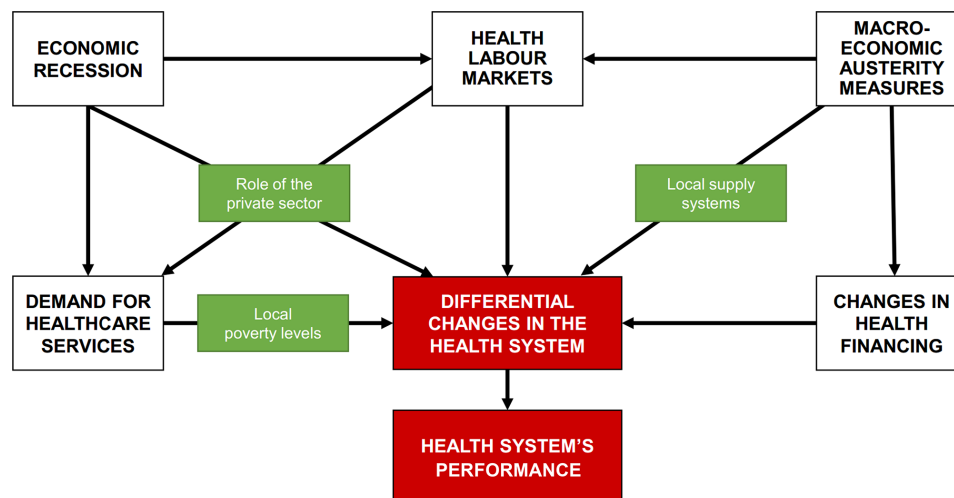 ECONOMIC
RECESSION
HEALTH
LABOUR
MARKETS
MACRO-
ECONOMIC
AUSTERITY
MEASURES
Role of the
private sector
Local supply
systems
DEMAND FOR
HEALTHCARE
SERVICES
Local
poverty levels
DIFFERENTIAL
CHANGES IN THE
HEALTH SYSTEM
CHANGES IN
HEALTH
FINANCING
HEALTH SYSTEM’S
PERFORMANCE